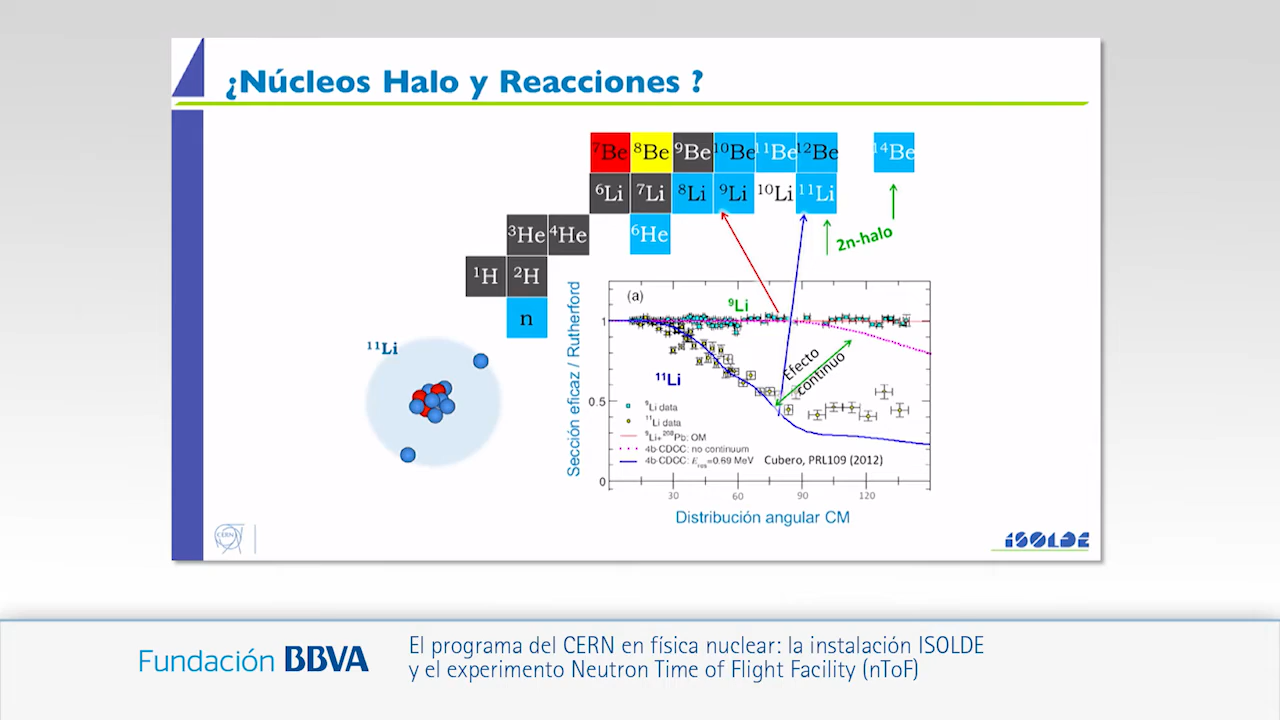 ¿Núcleos Halo y Reacciones ?
⁷Be ⁸Be ⁹Be ¹⁰Be ¹¹Be ¹²Be ¹⁴Be
⁶Li ⁷Li ⁸Li ⁹Li ¹⁰Li ¹¹Li
³He ⁴He ⁶He
2n-halo
¹H ²H
n
¹¹Li
(a)
⁹Li
¹¹Li
Efecto
continuo
⁹Li data
¹¹Li data
⁹Li+²⁰⁸Pb: OM
4b-CDCC: no continuum
4b-CDCC: E_res=0.69 MeV
Cubero, PRL109 (2012)
Sección eficaz / Rutherford
1
0.5
0
30 60 90 120
Distribución angular CM
CERN
ISOLDE
Fundación BBVA
El programa del CERN en física nuclear: la instalación ISOLDE
y el experimento Neutron Time of Flight Facility (nToF)